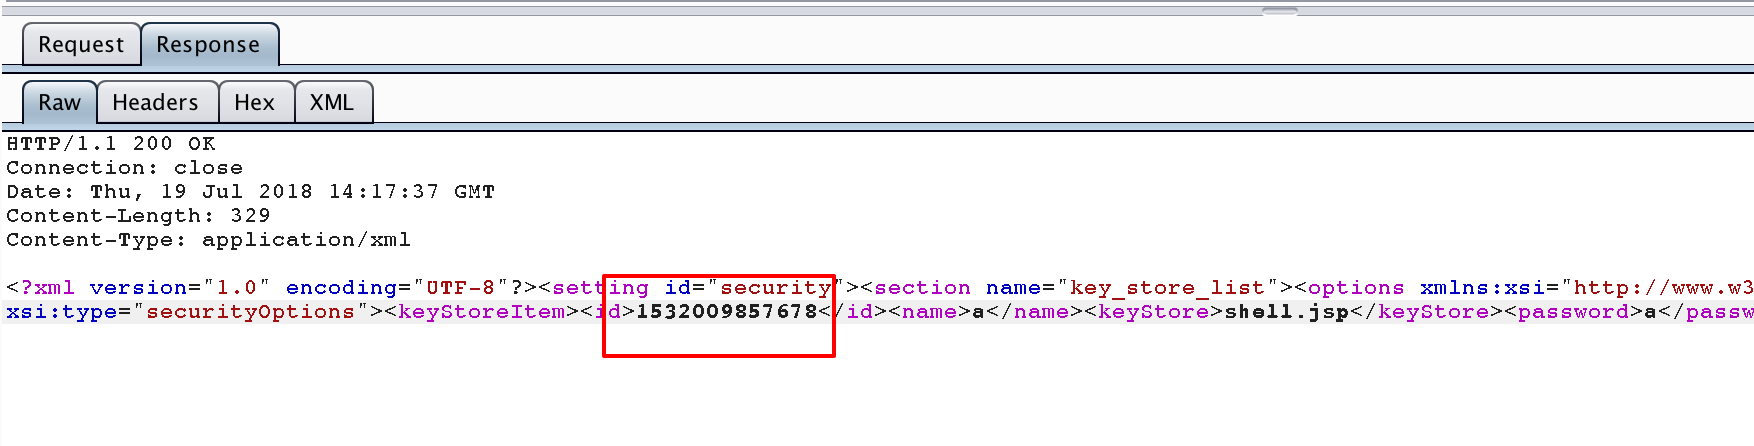 Request Response
Raw Headers Hex XML
HTTP/1.1 200 OK
Connection: close
Date: Thu, 19 Jul 2018 14:17:37 GMT
Content-Length: 329
Content-Type: application/xml
<?xml version="1.0" encoding="UTF-8"?><setting id="security"><section name="key_store_list"><options xmlns:xsi="http://www.w3
xsi:type="securityOptions"><keyStoreItem><id>1532009857678</id><name>a</name><keyStore>shell.jsp</keyStore><password>a</passw